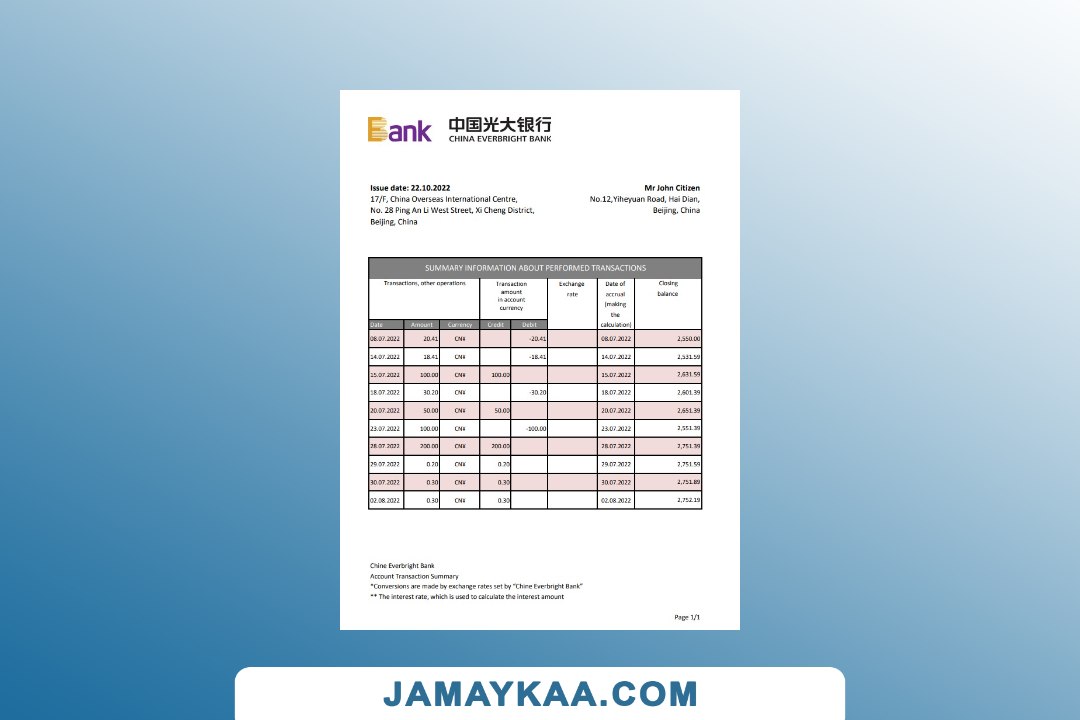 Bank 中国光大银行
CHINA EVERBRIGHT BANK
Issue date: 22.10.2022 Mr John Citizen
17/F, China Overseas International Centre, No.12,Yiheyuan Road, Hai Dian,
No. 28 Ping An Li West Street, Xi Cheng District, Beijing, China
Beijing, China
SUMMARY INFORMATION ABOUT PERFORMED TRANSACTIONS
Transactions, other operations
Transaction
amount
in account
currency
Exchange
rate
Date of
accrual
(making
the
calculation)
Closing
balance
Date Amount Currency Credit Debit
08.07.2022 20.41 CN¥ -20.41 08.07.2022 2,550.00
14.07.2022 18.41 CN¥ -18.41 14.07.2022 2,531.59
15.07.2022 100.00 CN¥ 100.00 15.07.2022 2,631.59
18.07.2022 30.20 CN¥ -30.20 18.07.2022 2,601.39
20.07.2022 50.00 CN¥ 50.00 20.07.2022 2,651.39
23.07.2022 100.00 CN¥ -100.00 23.07.2022 2,551.39
28.07.2022 200.00 CN¥ 200.00 28.07.2022 2,751.39
29.07.2022 0.20 CN¥ 0.20 29.07.2022 2,751.59
30.07.2022 0.30 CN¥ 0.30 30.07.2022 2,751.89
02.08.2022 0.30 CN¥ 0.30 02.08.2022 2,752.19
Chine Everbright Bank
Account Transaction Summary
*Conversions are made by exchange rates set by “Chine Everbright Bank”
** The interest rate, which is used to calculate the interest amount
Page 1/1
JAMAYKAA.COM